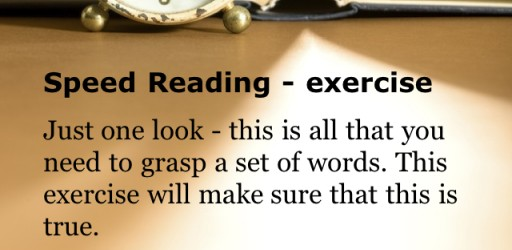 Speed Reading - exercise
Just one look - this is all that you
need to grasp a set of words. This
exercise will make sure that this is
true.